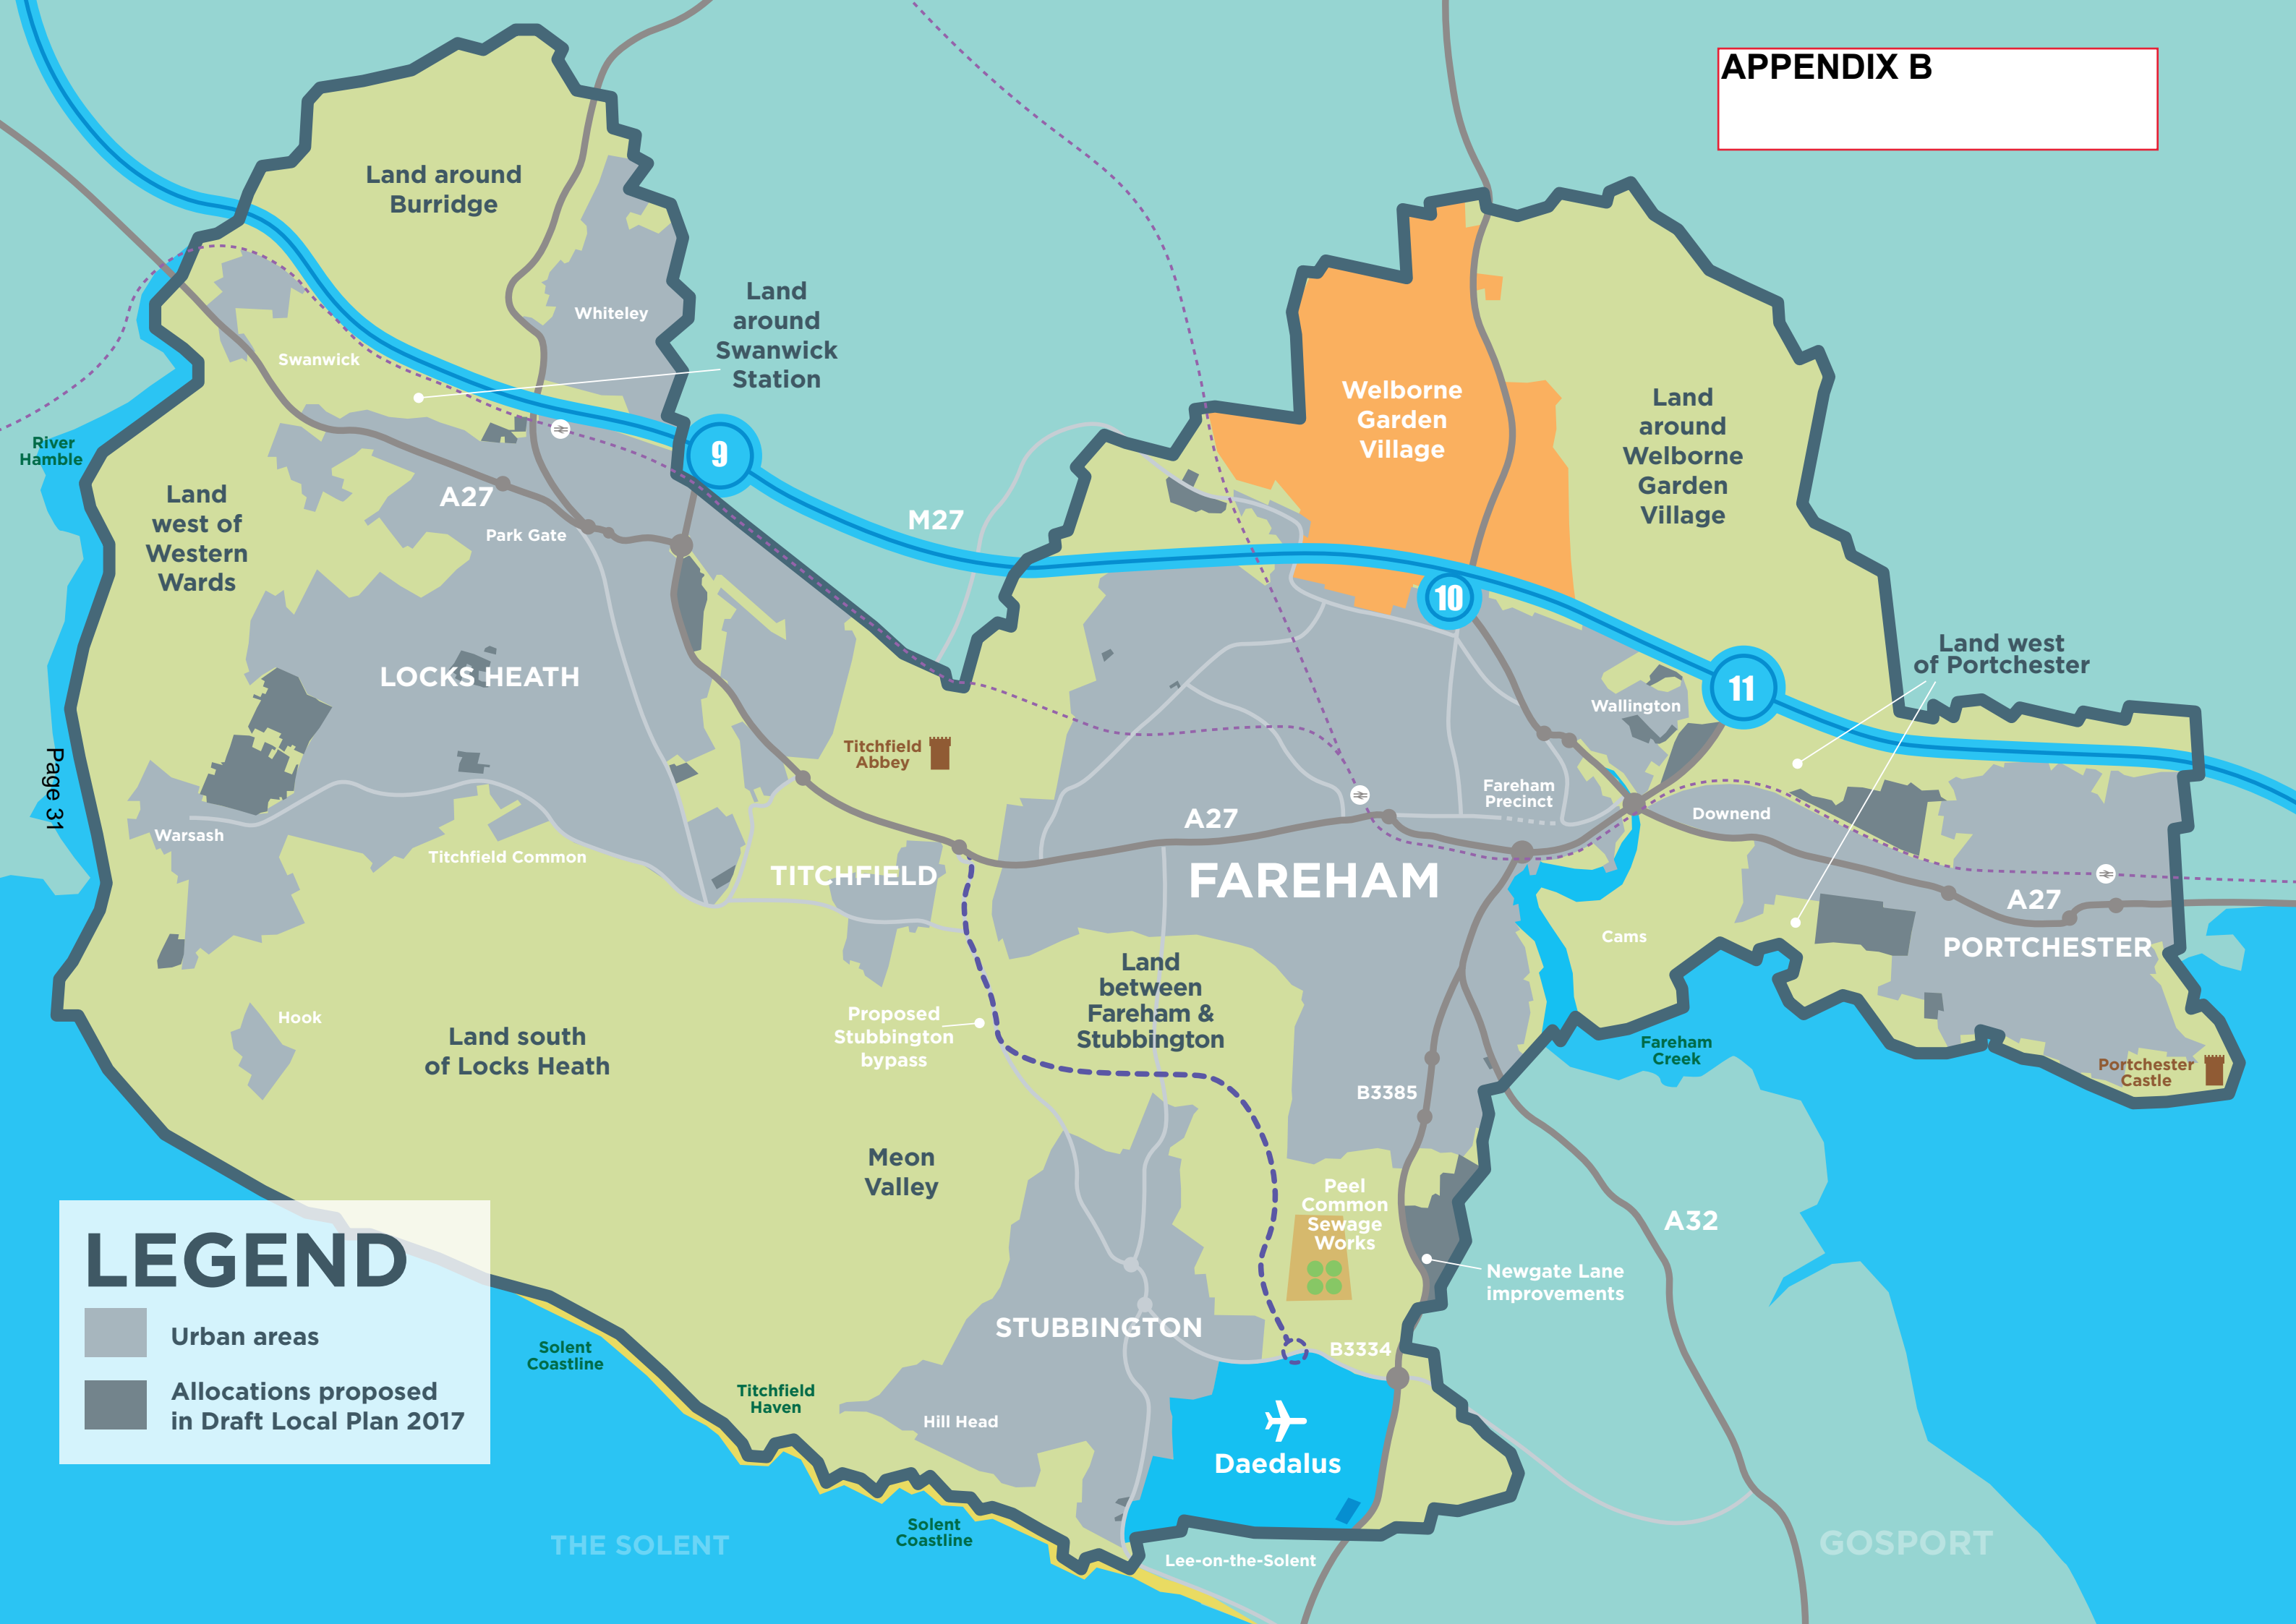 APPENDIX B
Land around
Burridge
Whiteley
Land
around
Swanwick
Station
Swanwick
River
Hamble
Land
west of
Western
Wards
A27
Park Gate
9
M27
Welborne
Garden
Village
Land
around
Welborne
Garden
Village
10
11
Land west
of Portchester
Wallington
LOCKS HEATH
Titchfield
Abbey
Page 31
Warsash
Titchfield Common
TITCHFIELD
A27
FAREHAM
Fareham
Precinct
Downend
A27
PORTCHESTER
Cams
Hook
Land south
of Locks Heath
Proposed
Stubbington
bypass
Land
between
Fareham &
Stubbington
Fareham
Creek
Portchester
Castle
B3385
Meon
Valley
Peel
Common
Sewage
Works
A32
Newgate Lane
improvements
STUBBINGTON
B3334
LEGEND
Urban areas
Allocations proposed
in Draft Local Plan 2017
Solent
Coastline
Titchfield
Haven
Hill Head
Daedalus
Solent
Coastline
THE SOLENT
Lee-on-the-Solent
GOSPORT